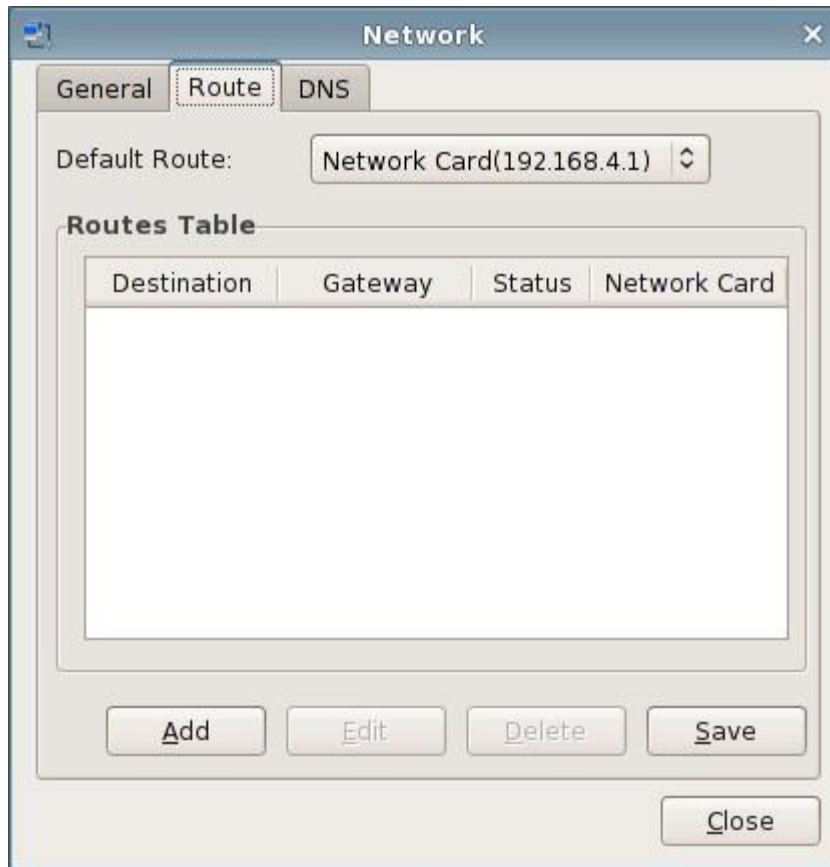 Network
General Route DNS
Default Route: Network Card(192.168.4.1)
Routes Table
Destination Gateway Status Network Card
Add Edit Delete Save
Close